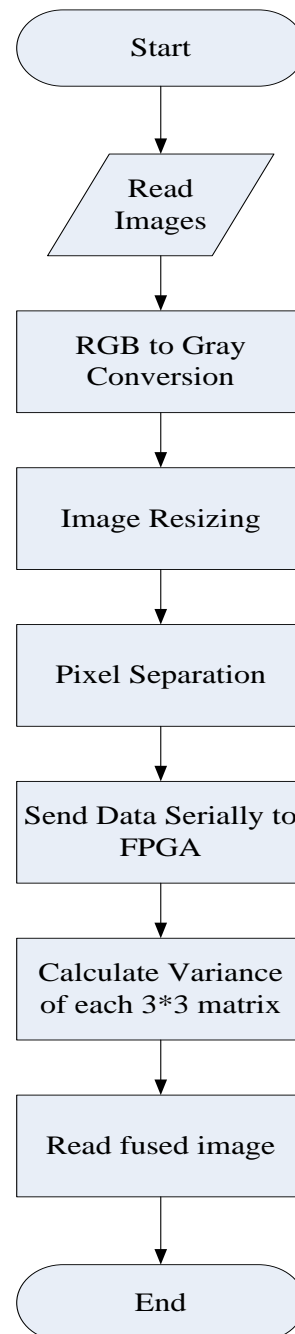 Start
Read
Images
RGB to Gray
Conversion
Image Resizing
Pixel Separation
Send Data Serially to
FPGA
Calculate Variance
of each 3*3 matrix
Read fused image
End